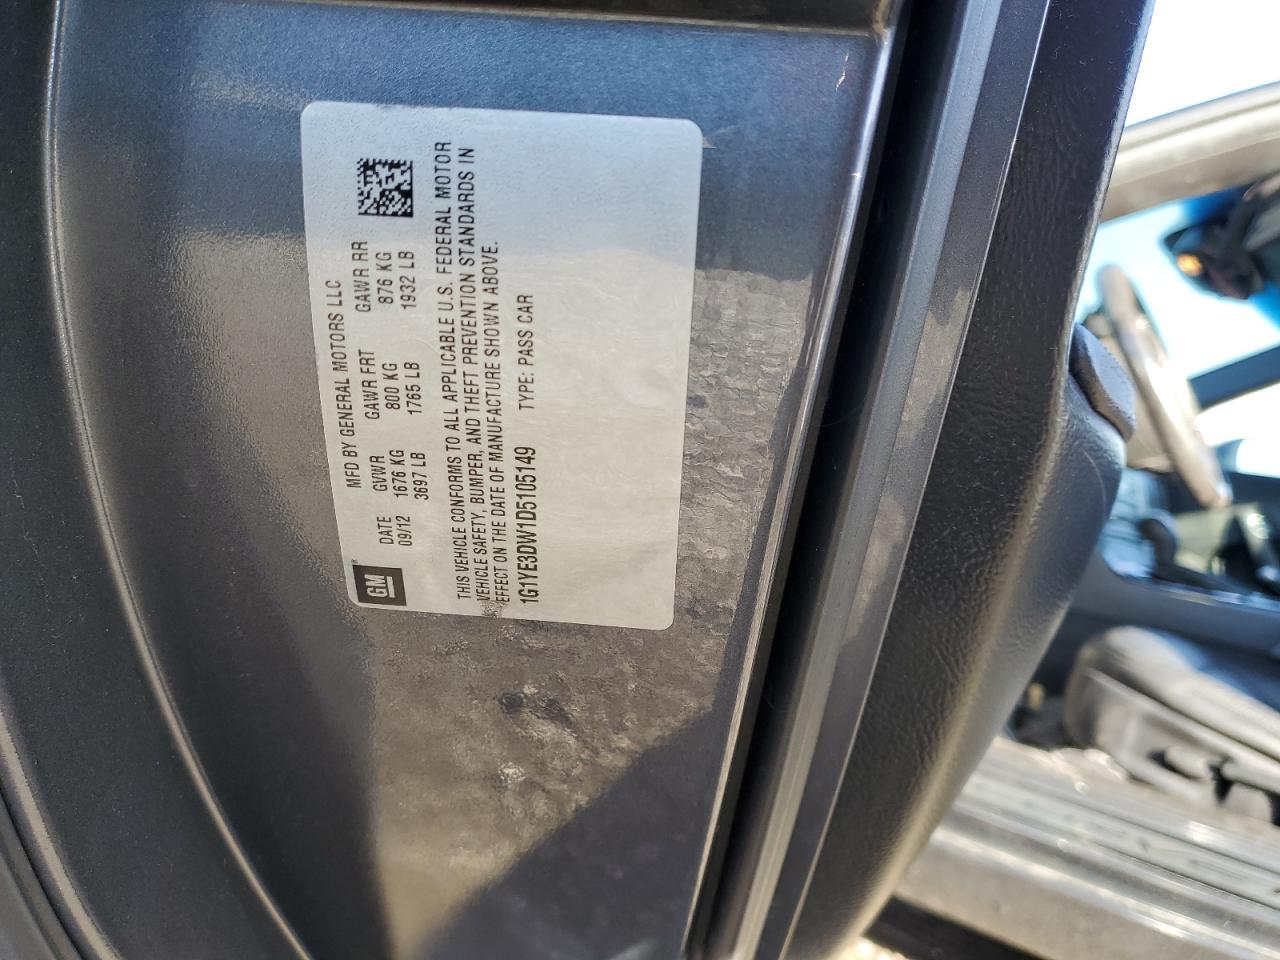 MFD BY GENERAL MOTORS LLC
DATE GVWR GAWR FRT GAWR RR
09/12 1676 KG 800 KG 876 KG
3697 LB 1765 LB 1932 LB
GM®
THIS VEHICLE CONFORMS TO ALL APPLICABLE U.S. FEDERAL MOTOR
VEHICLE SAFETY, BUMPER, AND THEFT PREVENTION STANDARDS IN
EFFECT ON THE DATE OF MANUFACTURE SHOWN ABOVE.
1G1YE3DW1D5105149 TYPE: PASS CAR